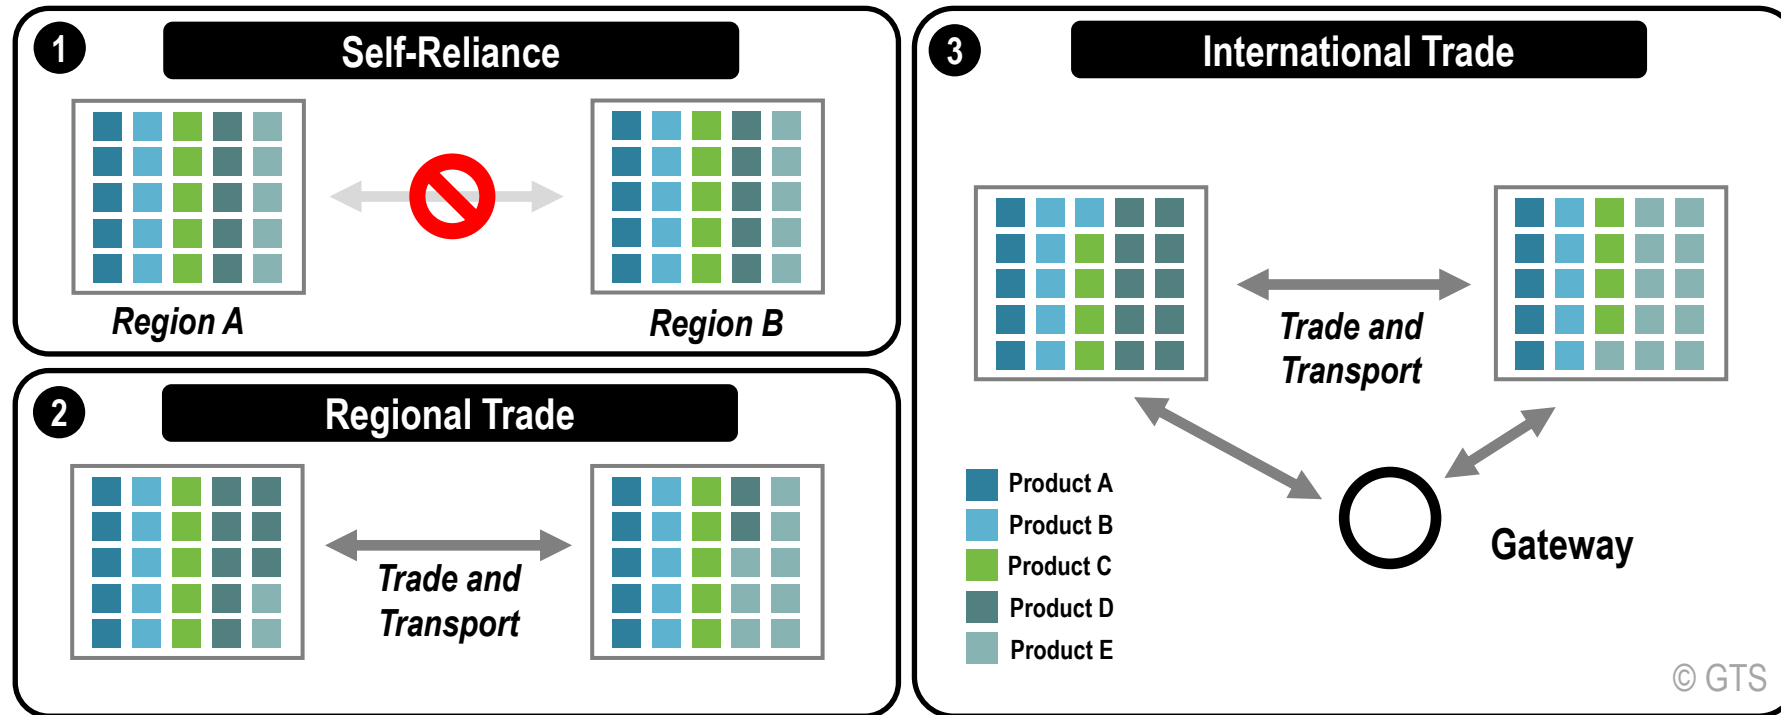 1
Self-Reliance
Region A
Region B
2
Regional Trade
Trade and
Transport
3
International Trade
Trade and
Transport
Product A
Product B
Product C
Product D
Product E
Gateway
© GTS